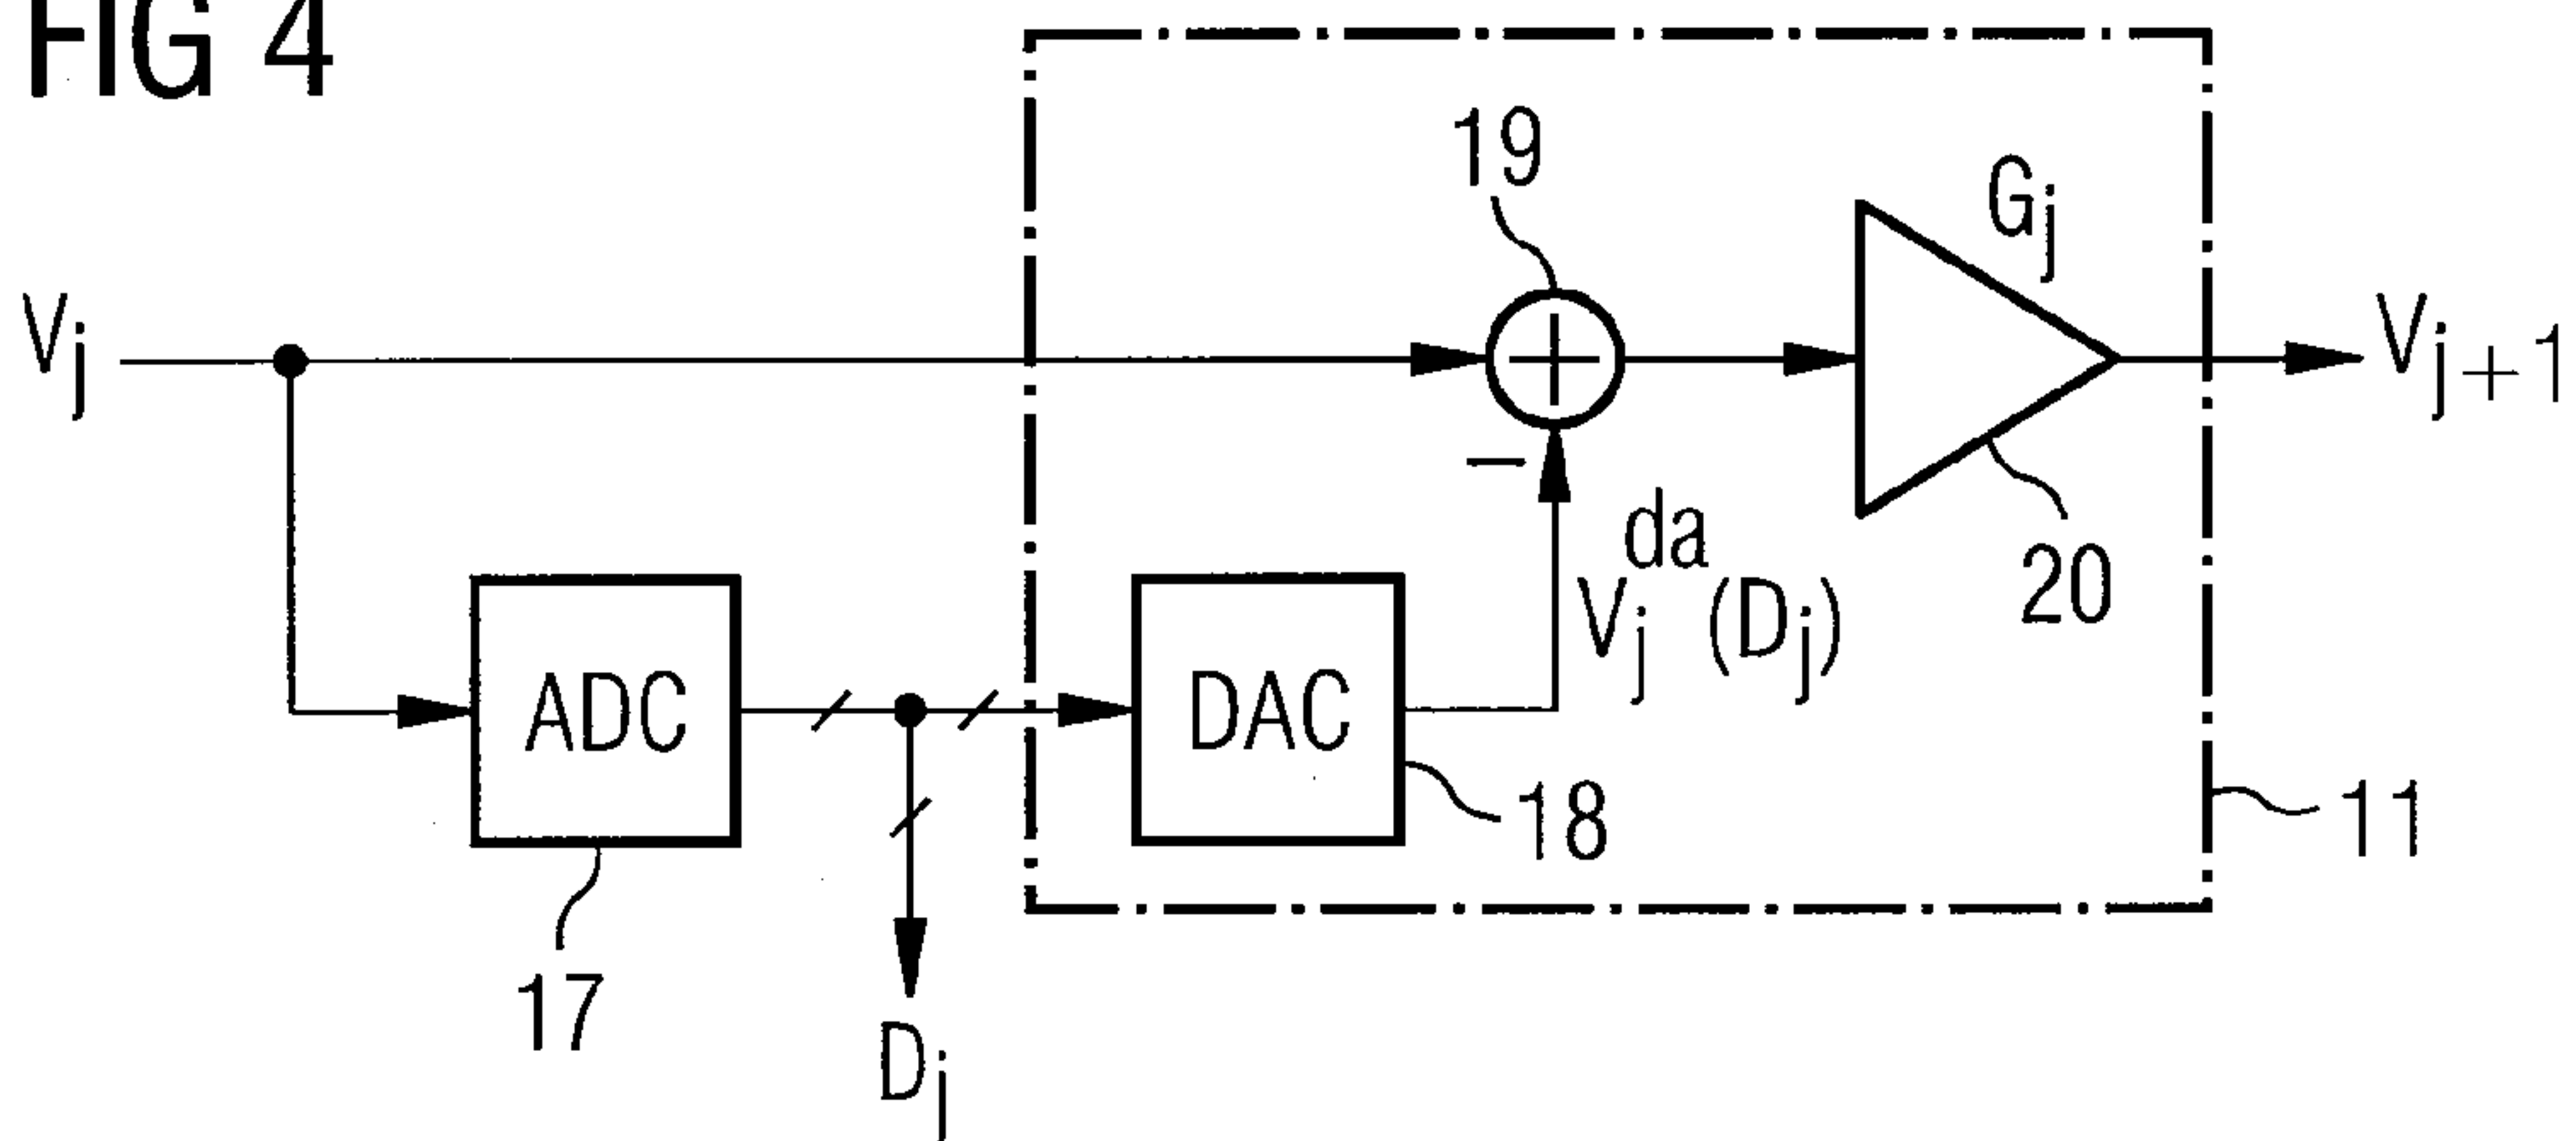 FIG 4
19
G_j
V_j
V_{j+1}
V_j^{da} (D_j)
20
ADC
DAC
18
11
17
D_j